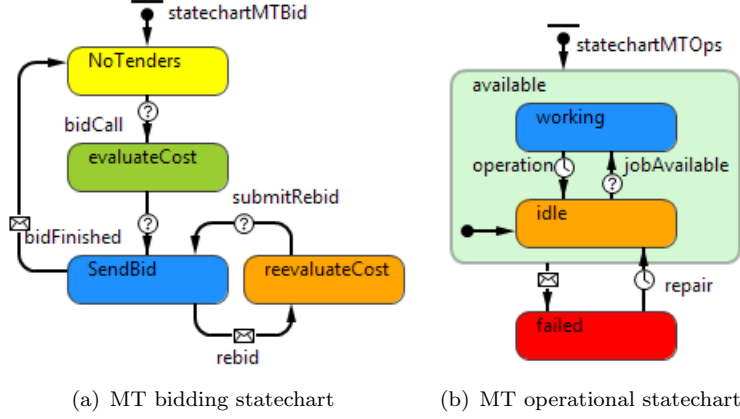 statechartMTBid
NoTenders
bidCall
evaluateCost
submitRebid
bidFinished
SendBid
reevaluateCost
rebid
(a) MT bidding statechart
statechartMTOps
available
working
operation
jobAvailable
idle
repair
failed
(b) MT operational statechart